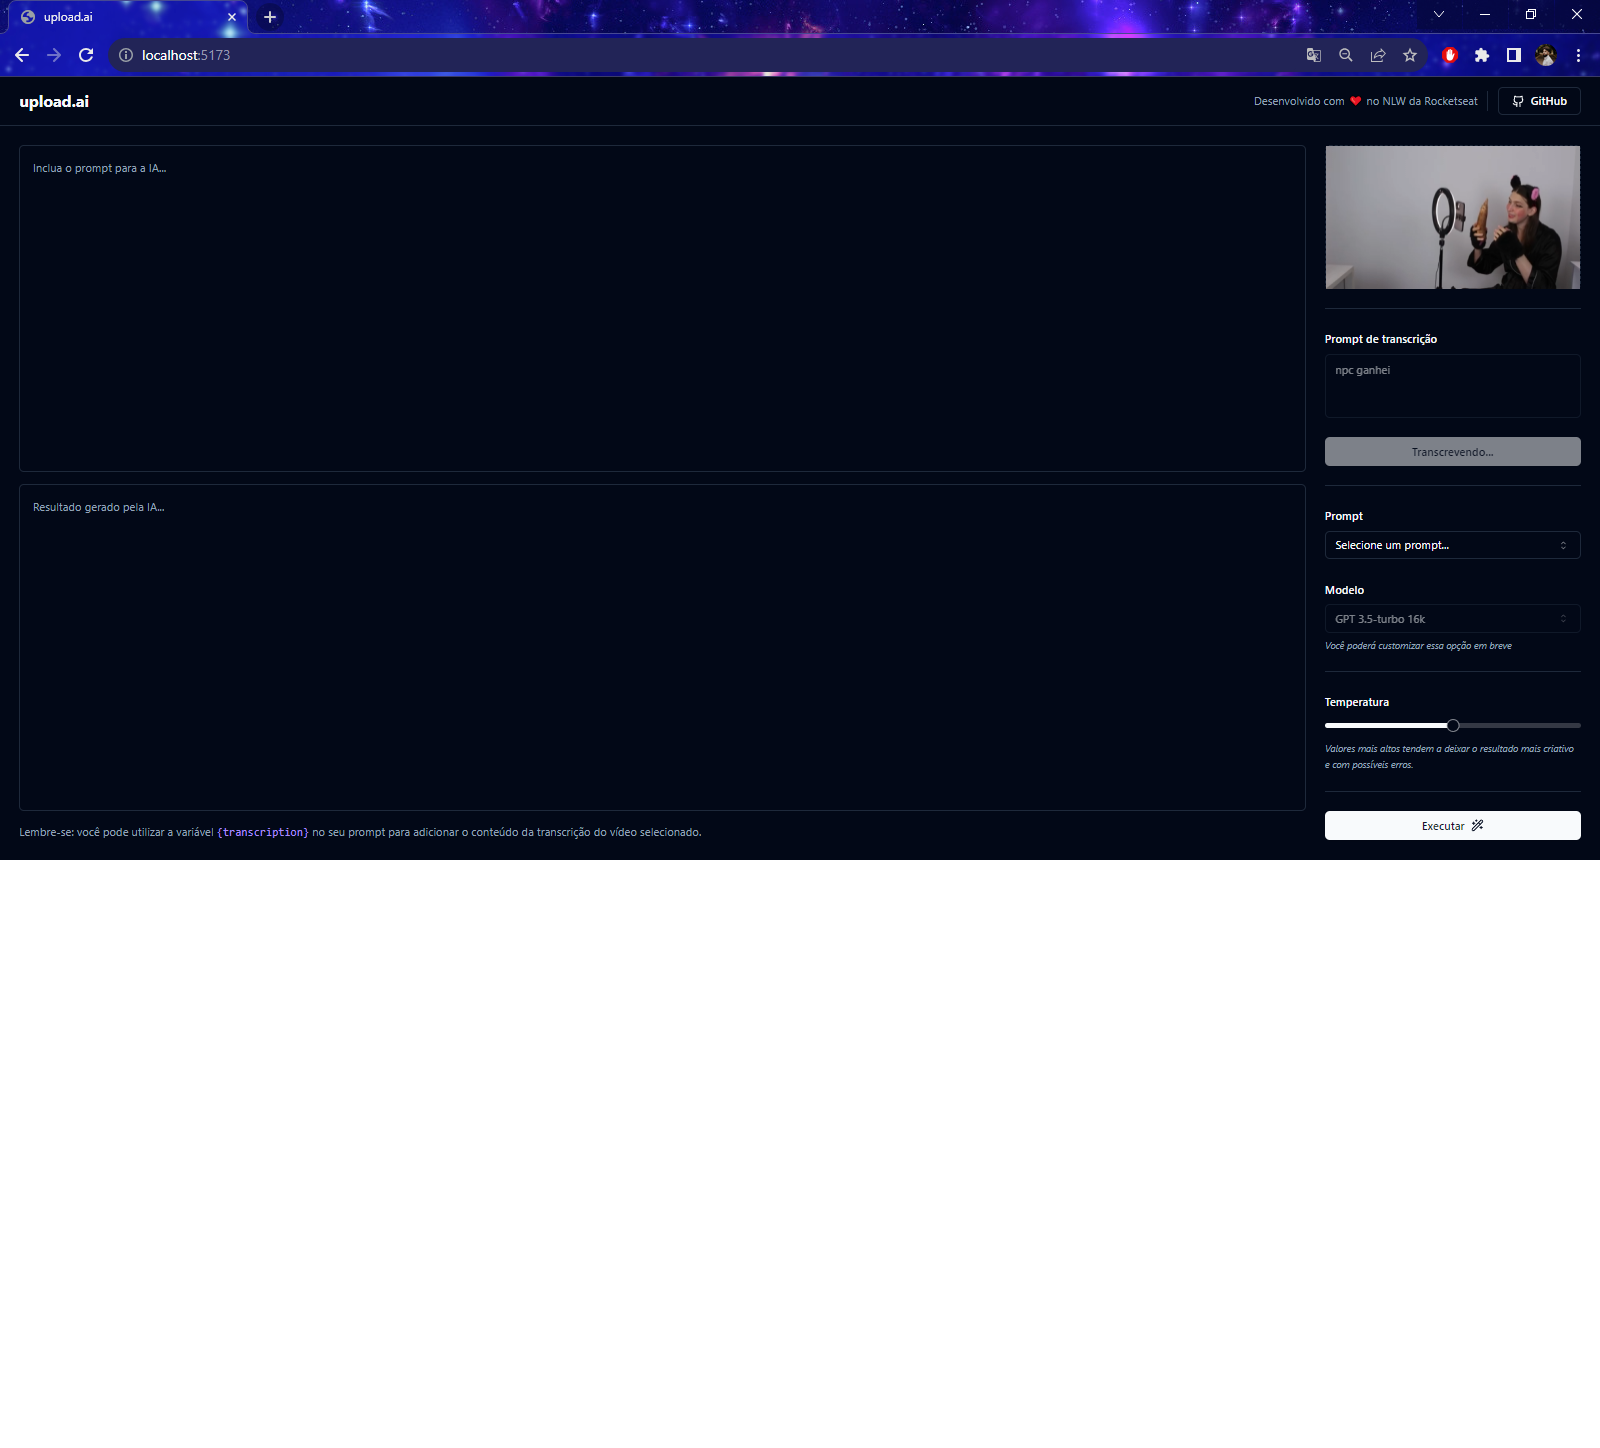 upload.ai
localhost:5173
upload.ai
Desenvolvido com ❤ no NLW da Rocketseat
GitHub
Inclua o prompt para a IA...
Prompt de transcrição
npc ganhei
Transcrevendo...
Resultado gerado pela IA...
Prompt
Selecione um prompt...
Modelo
GPT 3.5-turbo 16k
Você poderá customizar essa opção em breve
Temperatura
Valores mais altos tendem a deixar o resultado mais criativo
e com possíveis erros.
Lembre-se: você pode utilizar a variável {transcription} no seu prompt para adicionar o conteúdo da transcrição do vídeo selecionado.
Executar